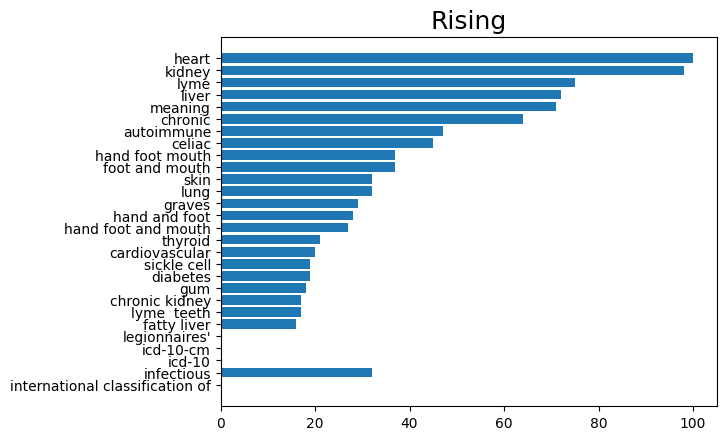 Rising
heart
kidney
lyme
liver
meaning
chronic
autoimmune
celiac
hand foot mouth
foot and mouth
skin
lung
graves
hand and foot
hand foot and mouth
thyroid
cardiovascular
sickle cell
diabetes
gum
chronic kidney
lyme  teeth
fatty liver
legionnaires'
icd-10-cm
icd-10
infectious
international classification of
0 20 40 60 80 100